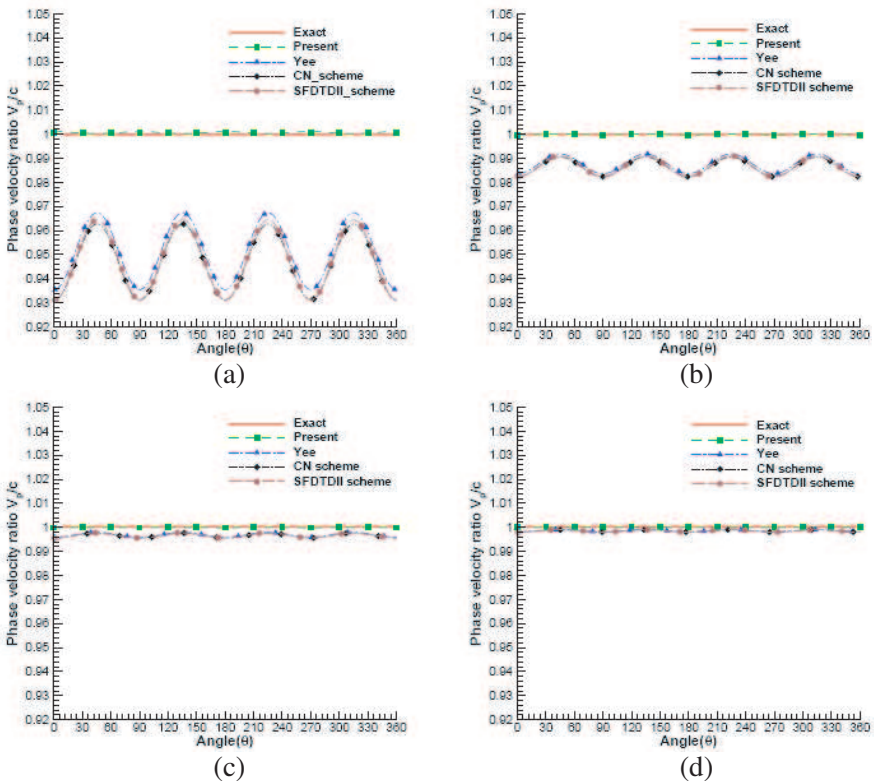 1.05
1.04
1.03
1.02
1.01
1
0.99
0.98
0.97
0.96
0.95
0.94
0.93
0.92
Phase velocity ratio Vp/c
Exact
Present
Yee
CN_scheme
SFDTDII_scheme
0 30 60 90 120 150 180 210 240 270 300 330 360
Angle(θ)
(a)
1.05
1.04
1.03
1.02
1.01
1
0.99
0.98
0.97
0.96
0.95
0.94
0.93
0.92
Phase velocity ratio Vp/c
Exact
Present
Yee
CN scheme
SFDTDII scheme
0 30 60 90 120 150 180 210 240 270 300 330 360
Angle(θ)
(b)
1.05
1.04
1.03
1.02
1.01
1
0.99
0.98
0.97
0.96
0.95
0.94
0.93
0.92
Phase velocity ratio Vp/c
Exact
Present
Yee
CN scheme
SFDTDII scheme
0 30 60 90 120 150 180 210 240 270 300 330 360
Angle(θ)
(c)
1.05
1.04
1.03
1.02
1.01
1
0.99
0.98
0.97
0.96
0.95
0.94
0.93
0.92
Phase velocity ratio Vp/c
Exact
Present
Yee
CN scheme
SFDTDII scheme
0 30 60 90 120 150 180 210 240 270 300 330 360
Angle(θ)
(d)